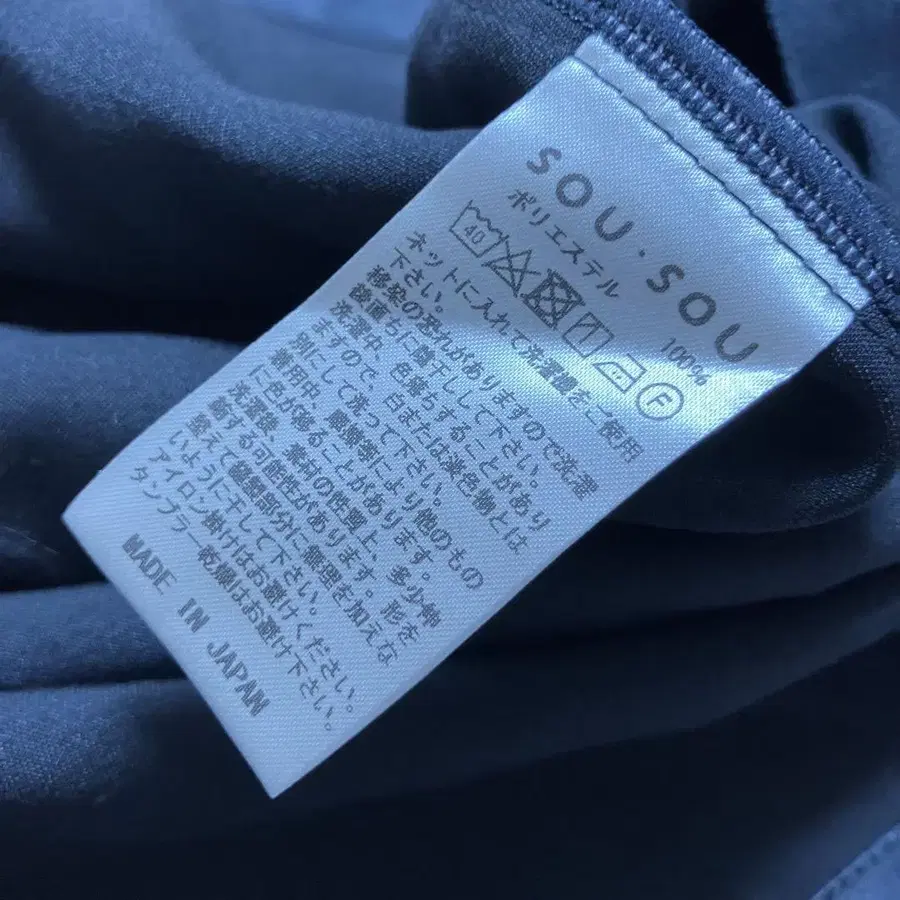 SOU・SOU
ポリエステル 100%
40 F
ネットに入れて洗濯機をご使用
下さい。
移染の恐れがありますので洗濯
後直ちに陰干しして下さい。
洗濯中、色落ちすることがあり
ますので、白または淡色物とは
別にして洗って下さい。
着用中、摩擦等により他のもの
に色が移ることがあります。
洗濯後、素材の性質上、多少伸
縮する可能性があります。形を
整えて縫製部分に無理を加えな
いように干して下さい。
アイロン掛けはお避けください。
タンブラー乾燥はお避け下さい。
MADE IN JAPAN